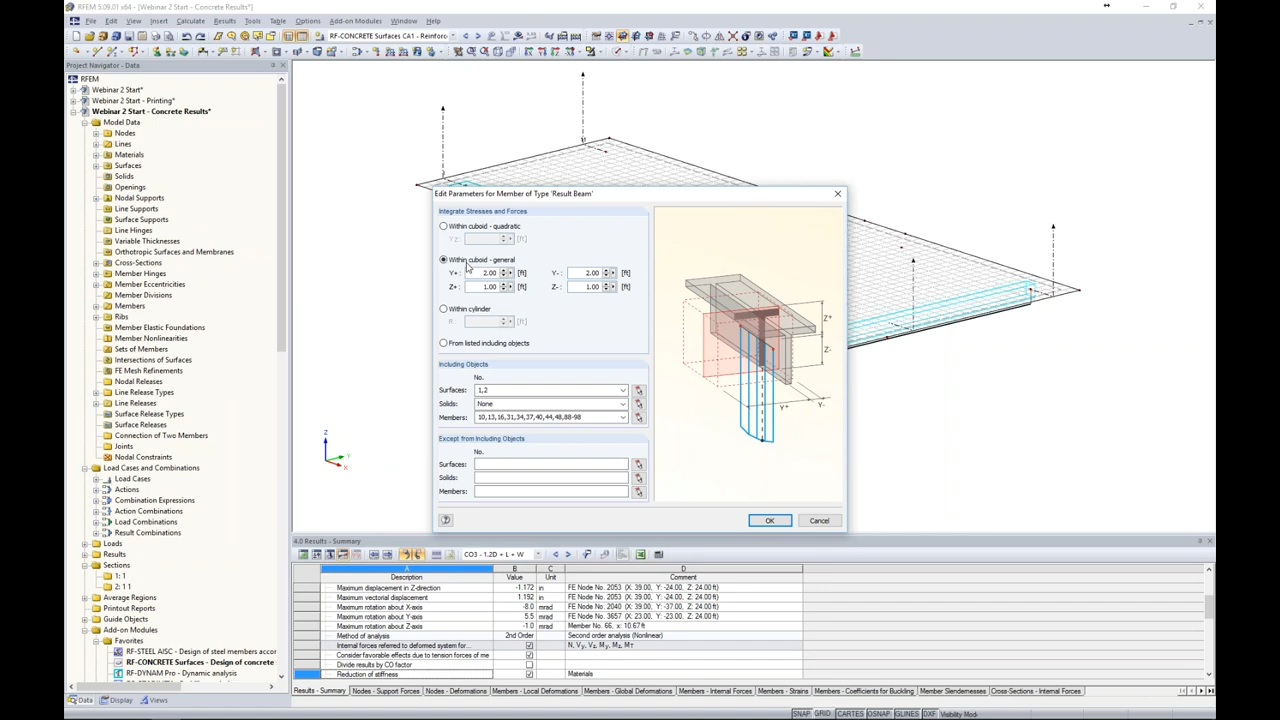 RFEM 5.09.01 x64 - [Webinar 2 Start - Concrete Results*]
File Edit View Insert Calculate Results Tools Table Options Add-on Modules Window Help
RF-CONCRETE Surfaces CA1 - Reinforc
Project Navigator - Data
RFEM
Webinar 2 Start*
Webinar 2 Start - Printing*
Webinar 2 Start - Concrete Results*
Model Data
Nodes
Lines
Materials
Surfaces
Solids
Openings
Nodal Supports
Line Supports
Surface Supports
Line Hinges
Variable Thicknesses
Orthotropic Surfaces and Membranes
Cross-Sections
Member Hinges
Member Eccentricities
Member Divisions
Members
Ribs
Member Elastic Foundations
Member Nonlinearities
Sets of Members
Intersections of Surfaces
FE Mesh Refinements
Nodal Releases
Line Release Types
Line Releases
Surface Release Types
Surface Releases
Connection of Two Members
Joints
Nodal Constraints
Load Cases and Combinations
Load Cases
Actions
Combination Expressions
Action Combinations
Load Combinations
Result Combinations
Loads
Results
Sections
1: 1
2: 1 1
Average Regions
Printout Reports
Guide Objects
Add-on Modules
Favorites
RF-STEEL AISC - Design of steel members accor
RF-CONCRETE Surfaces - Design of concrete
RF-DYNAM Pro - Dynamic analysis
Data Display Views
Edit Parameters for Member of Type 'Result Beam'
Integrate Stresses and Forces
Within cuboid - quadratic
[ft]
Within cuboid - general
Y+ : 2.00 [ft] Y- : 2.00 [ft]
Z+ : 1.00 [ft] Z- : 1.00 [ft]
Within cylinder
R [ft]
From listed including objects
Including Objects
No.
Surfaces: 1,2
Solids: None
Members: 10,13,16,31,34,37,40,44,48,88-98
Except from Including Objects
No.
Surfaces:
Solids:
Members:
Z+
Z-
Y+ Y-
OK Cancel
Z
Y
X
4.0 Results - Summary
CO3 - 1.2D + L + W
A B C D
Description Value Unit Comment
Maximum displacement in Z-direction -1.172 in FE Node No. 2053 (X: 39.00, Y: -24.00, Z: 24.00 ft)
Maximum vectorial displacement 1.192 in FE Node No. 2053 (X: 39.00, Y: -24.00, Z: 24.00 ft)
Maximum rotation about X-axis -8.0 mrad FE Node No. 2040 (X: 39.00, Y: -37.00, Z: 24.00 ft)
Maximum rotation about Y-axis 5.5 mrad FE Node No. 3657 (X: 23.00, Y: -23.00, Z: 24.00 ft)
Maximum rotation about Z-axis -1.0 mrad Member No. 66, x: 10.67 ft
Method of analysis 2nd Order Second order analysis (Nonlinear)
Internal forces referred to deformed system for... N, Vy, Vz, My, Mz, MT
Consider favorable effects due to tension forces of me
Divide results by CO factor
Reduction of stiffness Materials
Results - Summary Nodes - Support Forces Nodes - Deformations Members - Local Deformations Members - Global Deformations Members - Internal Forces Members - Strains Members - Coefficients for Buckling Member Slendernesses Cross-Sections - Internal Forces
SNAP GRID CARTES OSNAP GLINES DXF Visibility Mod